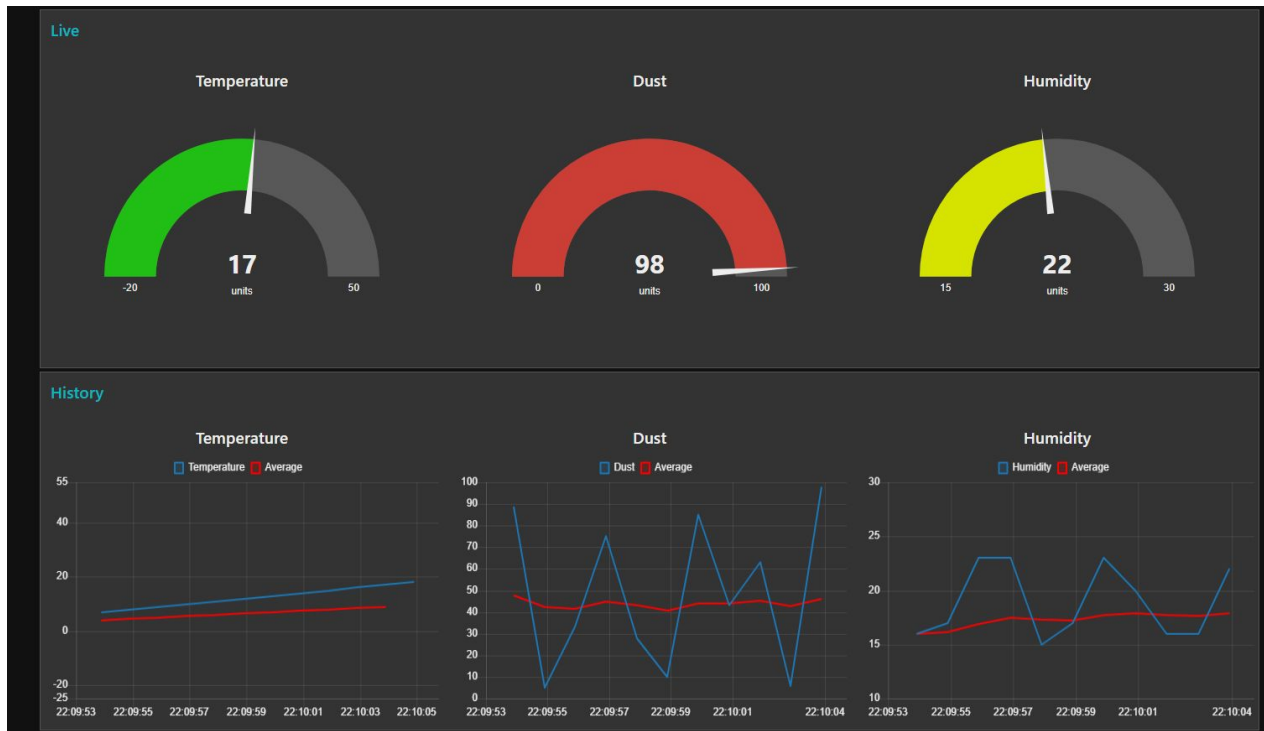 Live
Temperature Dust Humidity
17 98 22
-20 units 50 0 units 100 15 units 30
History
Temperature Dust Humidity
Temperature Average Dust Average Humidity Average
55 100 30
90
40 80 25
70
20 60 20
50
0 40 15
30
20
-20 10
-25 0 10
22:09:53 22:09:55 22:09:57 22:09:59 22:10:01 22:10:03 22:10:05 22:09:53 22:09:55 22:09:57 22:09:59 22:10:01 22:10:04 22:09:53 22:09:55 22:09:57 22:09:59 22:10:01 22:10:04